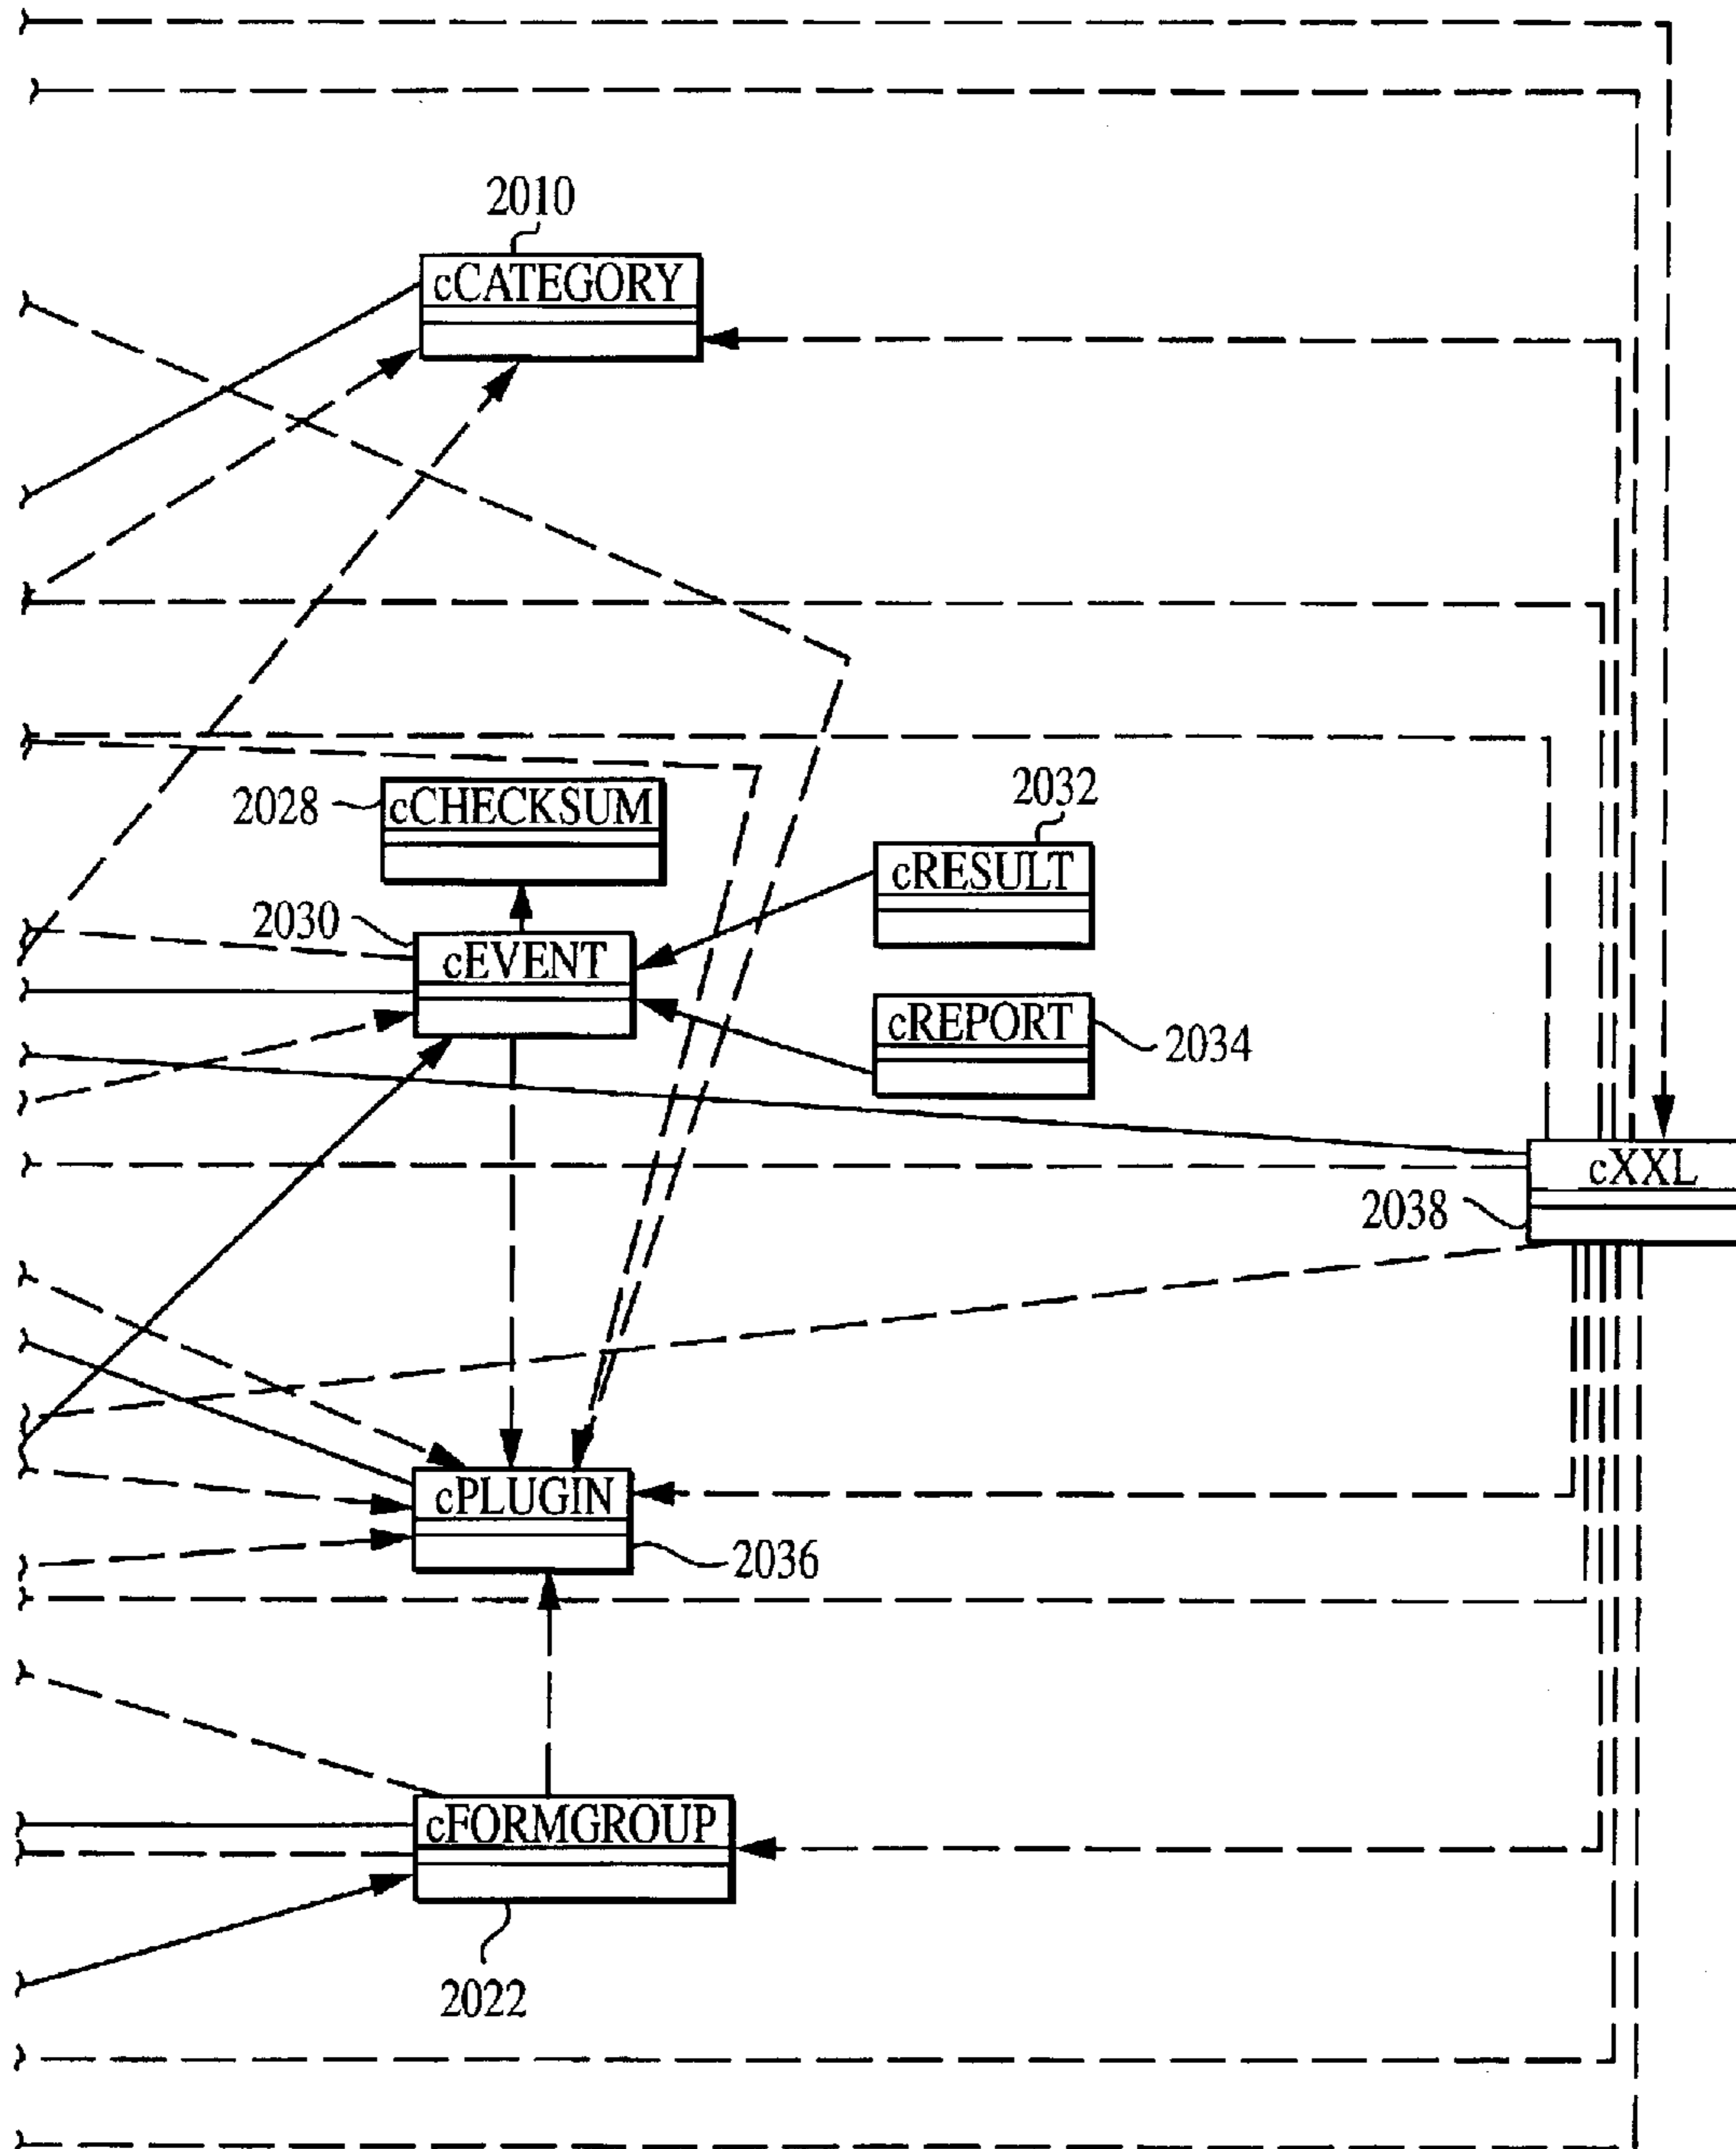 2010
cCATEGORY
2028
cCHECKSUM
2032
cRESULT
2030
cEVENT
cREPORT
2034
cXXL
2038
cPLUGIN
2036
cFORMGROUP
2022